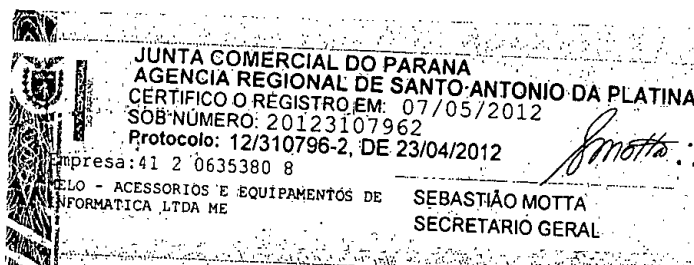 JUNTA COMERCIAL DO PARANA
AGENCIA REGIONAL DE SANTO ANTONIO DA PLATINA
CERTIFICO O REGISTRO EM: 07/05/2012
SOB NÚMERO: 20123107962
Protocolo: 12/310796-2, DE 23/04/2012
mpresa:41 2 0635380 8
ELO - ACESSORIOS E EQUIPAMENTOS DE
NFORMATICA LTDA ME
SEBASTIÃO MOTTA
SECRETARIO GERAL